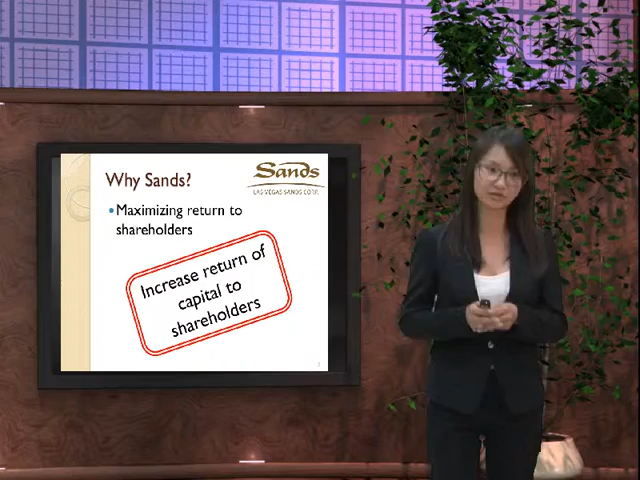 Why Sands?
Sands
LAS VEGAS SANDS CORP.
•Maximizing return to
shareholders
Increase return of
capital to
shareholders